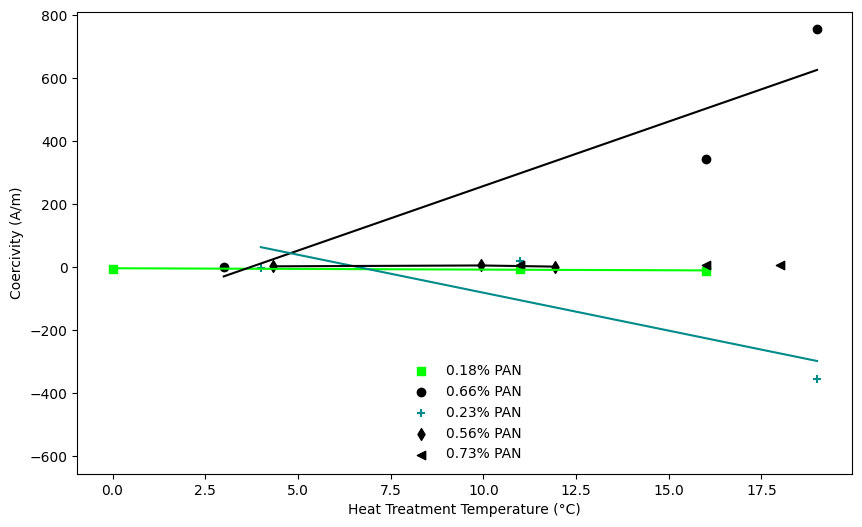 800
600
400
200
0
−200
−400
−600
Coercivity (A/m)
0.18% PAN
0.66% PAN
0.23% PAN
0.56% PAN
0.73% PAN
0.0 2.5 5.0 7.5 10.0 12.5 15.0 17.5
Heat Treatment Temperature (°C)